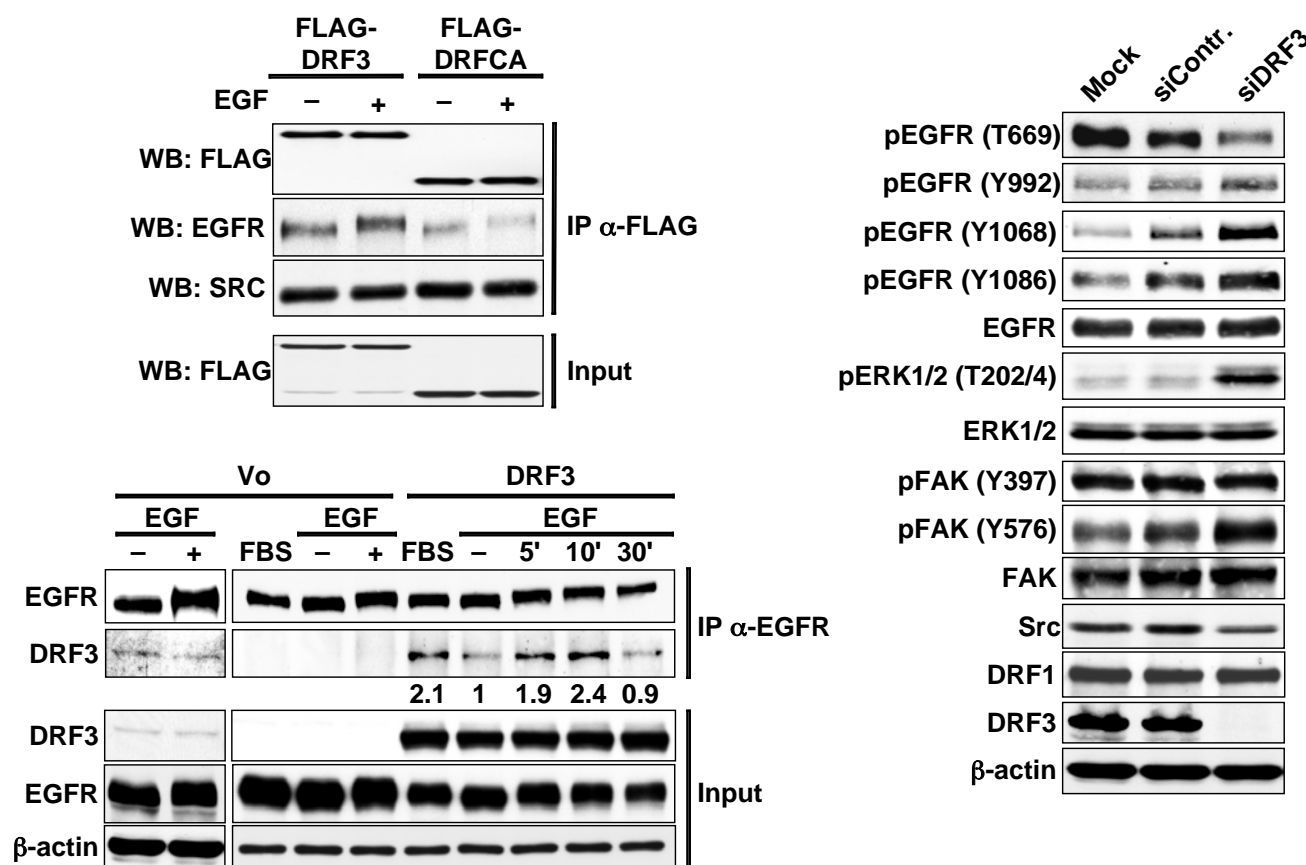 FLAG-
DRF3
FLAG-
DRFCA
EGF – + – +
WB: FLAG
WB: EGFR
WB: SRC
IP α-FLAG
WB: FLAG
Input
Vo DRF3
EGF EGF EGF
– + FBS – + FBS – 5' 10' 30'
EGFR
DRF3
IP α-EGFR
2.1 1 1.9 2.4 0.9
DRF3
EGFR
β-actin
Input
Mock siContr. siDRF3
pEGFR (T669)
pEGFR (Y992)
pEGFR (Y1068)
pEGFR (Y1086)
EGFR
pERK1/2 (T202/4)
ERK1/2
pFAK (Y397)
pFAK (Y576)
FAK
Src
DRF1
DRF3
β-actin